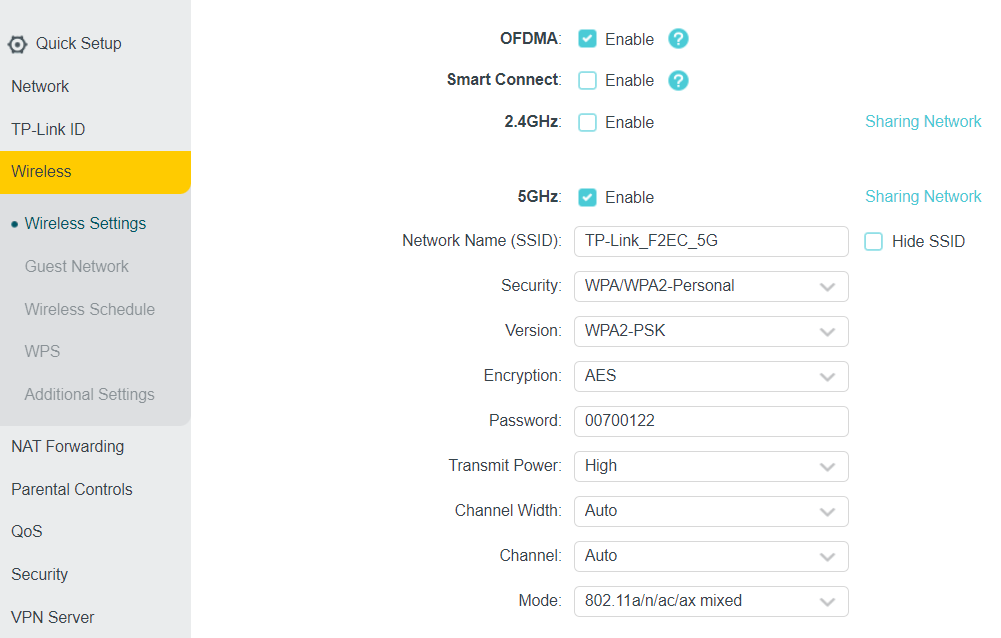 Quick Setup
Network
TP-Link ID
Wireless
Wireless Settings
Guest Network
Wireless Schedule
WPS
Additional Settings
NAT Forwarding
Parental Controls
QoS
Security
VPN Server
OFDMA: Enable ?
Smart Connect: Enable ?
2.4GHz: Enable Sharing Network
5GHz: Enable Sharing Network
Network Name (SSID): TP-Link_F2EC_5G Hide SSID
Security: WPA/WPA2-Personal
Version: WPA2-PSK
Encryption: AES
Password: 00700122
Transmit Power: High
Channel Width: Auto
Channel: Auto
Mode: 802.11a/n/ac/ax mixed